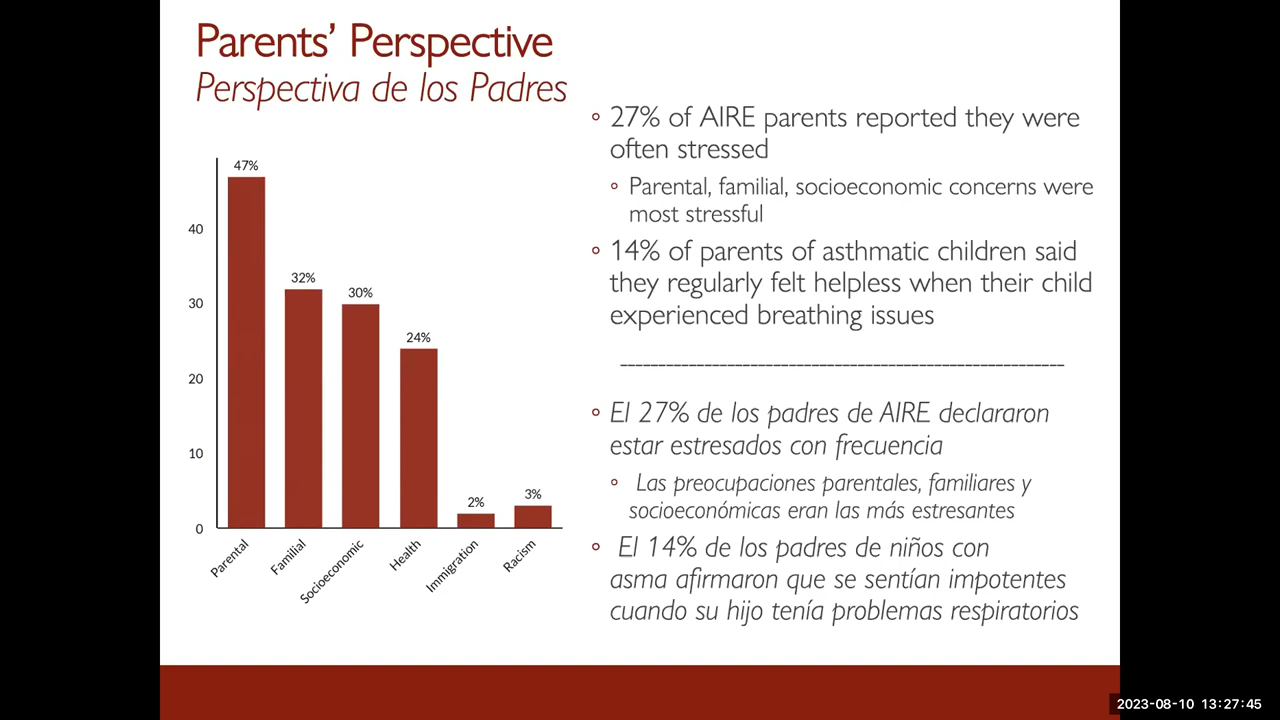 Parents’ Perspective
Perspectiva de los Padres
47%
32%
30%
24%
2%
3%
40
30
20
10
0
Parental
Familial
Socioeconomic
Health
Immigration
Racism
27% of AIRE parents reported they were
often stressed
Parental, familial, socioeconomic concerns were
most stressful
14% of parents of asthmatic children said
they regularly felt helpless when their child
experienced breathing issues
El 27% de los padres de AIRE declararon
estar estresados con frecuencia
Las preocupaciones parentales, familiares y
socioeconómicas eran las más estresantes
El 14% de los padres de niños con
asma afirmaron que se sentían impotentes
cuando su hijo tenía problemas respiratorios
2023-08-10 13:27:45